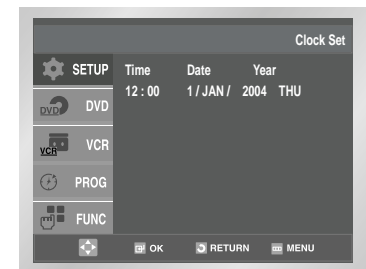 Clock Set
SETUP
Time Date Year
12 : 00 1 / JAN / 2004 THU
DVD DVD
VCR VCR
PROG
FUNC
OK RETURN MENU